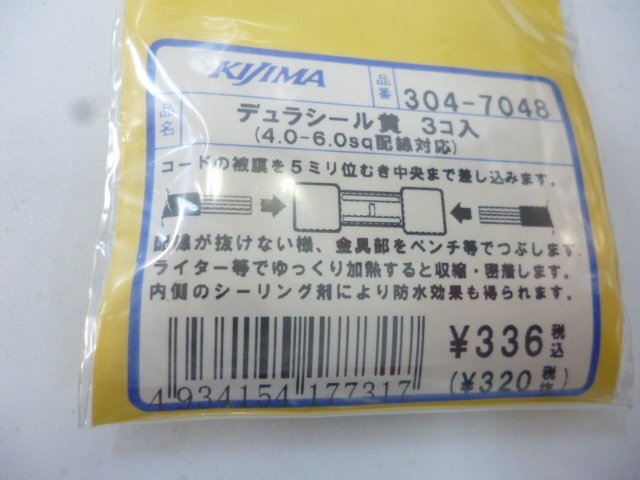 KIJIMA
品番 304-7048
品名 デュラシール黄 3コ入
(4.0-6.0sq配線対応)
コードの被膜を5ミリ位むき中央まで差し込みます。
配線が抜けない様、金具部をペンチ等でつぶします
ライター等でゆっくり加熱すると収縮・密着します。
内側のシーリング剤により防水効果も得られます。
¥336 税込
(¥320 税抜)
4 934154 177317